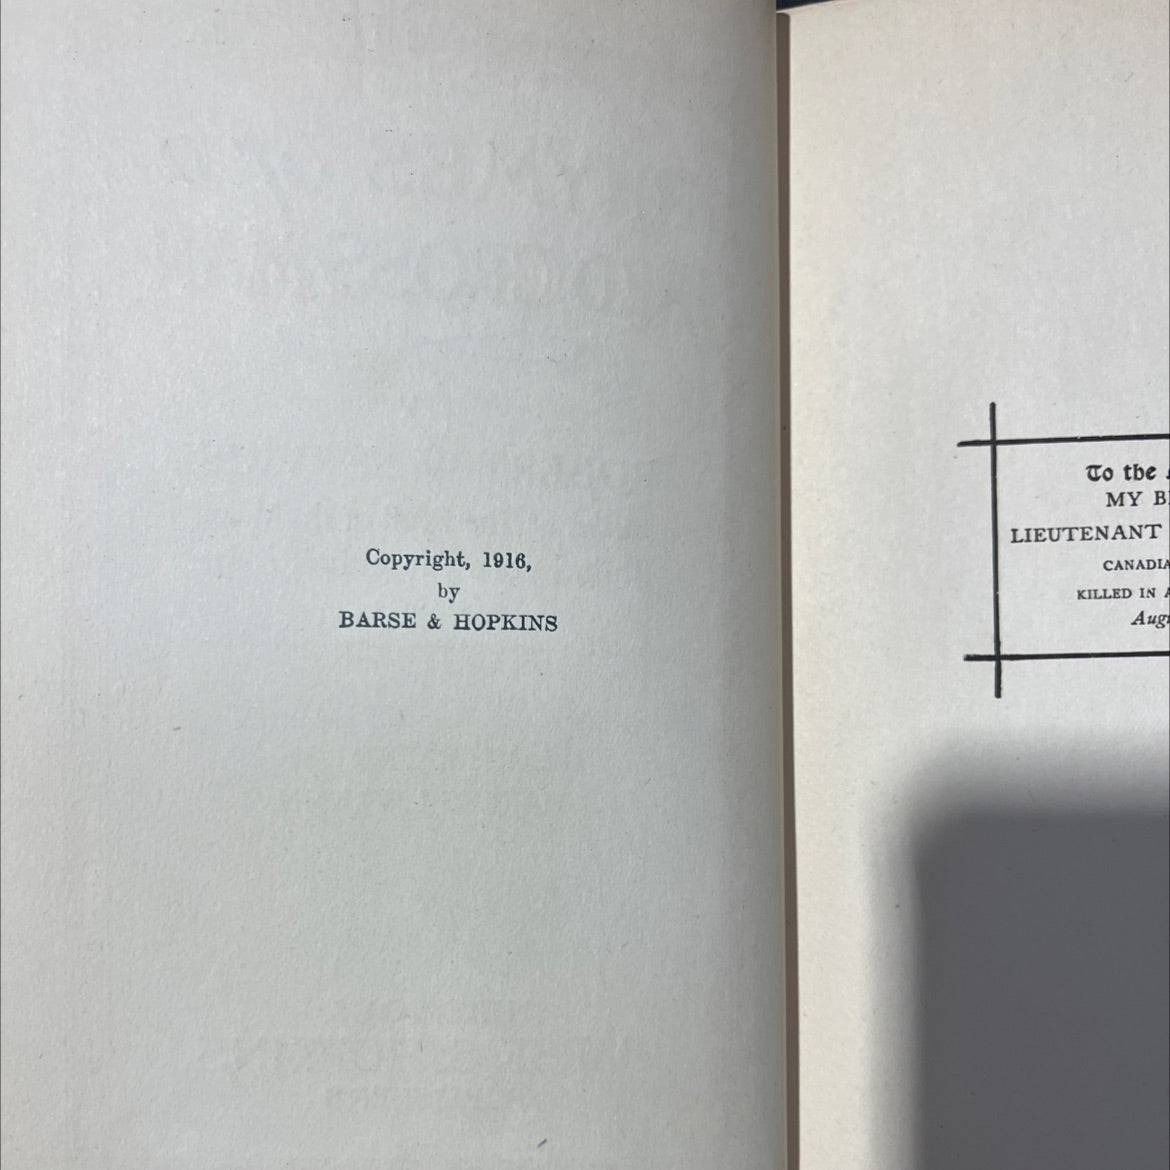 Copyright, 1916,
by
BARSE & HOPKINS
To the
MY B
LIEUTENANT
CANADIA
KILLED IN A
Aug